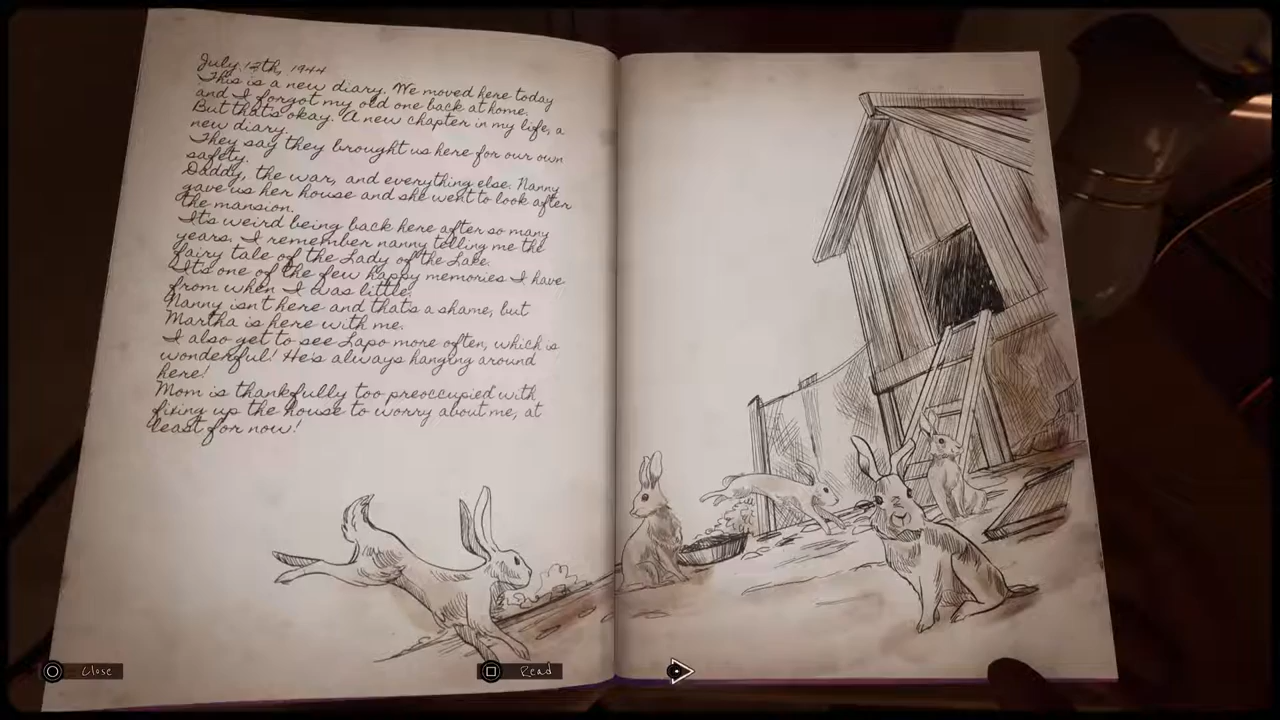 July 12th, 1944
This is a new diary. We moved here today
and I forgot my old one back at home.
But that's okay. A new chapter in my life, a
new diary.
They say they brought us here for our own
safety.
Daddy, the war, and everything else. Nanny
gave us her house and she went to look after
the mansion.
It's weird being back here after so many
years. I remember nanny telling me the
fairy tale of the Lady of the Lake.
It's one of the few happy memories I have
from when I was little.
Nanny isn't here and that's a shame, but
Martha is here with me.
I also get to see Lapo more often, which is
wonderful! He's always hanging around
here!
Mom is thankfully too preoccupied with
fixing up the house to worry about me, at
least for now!
Close
Read